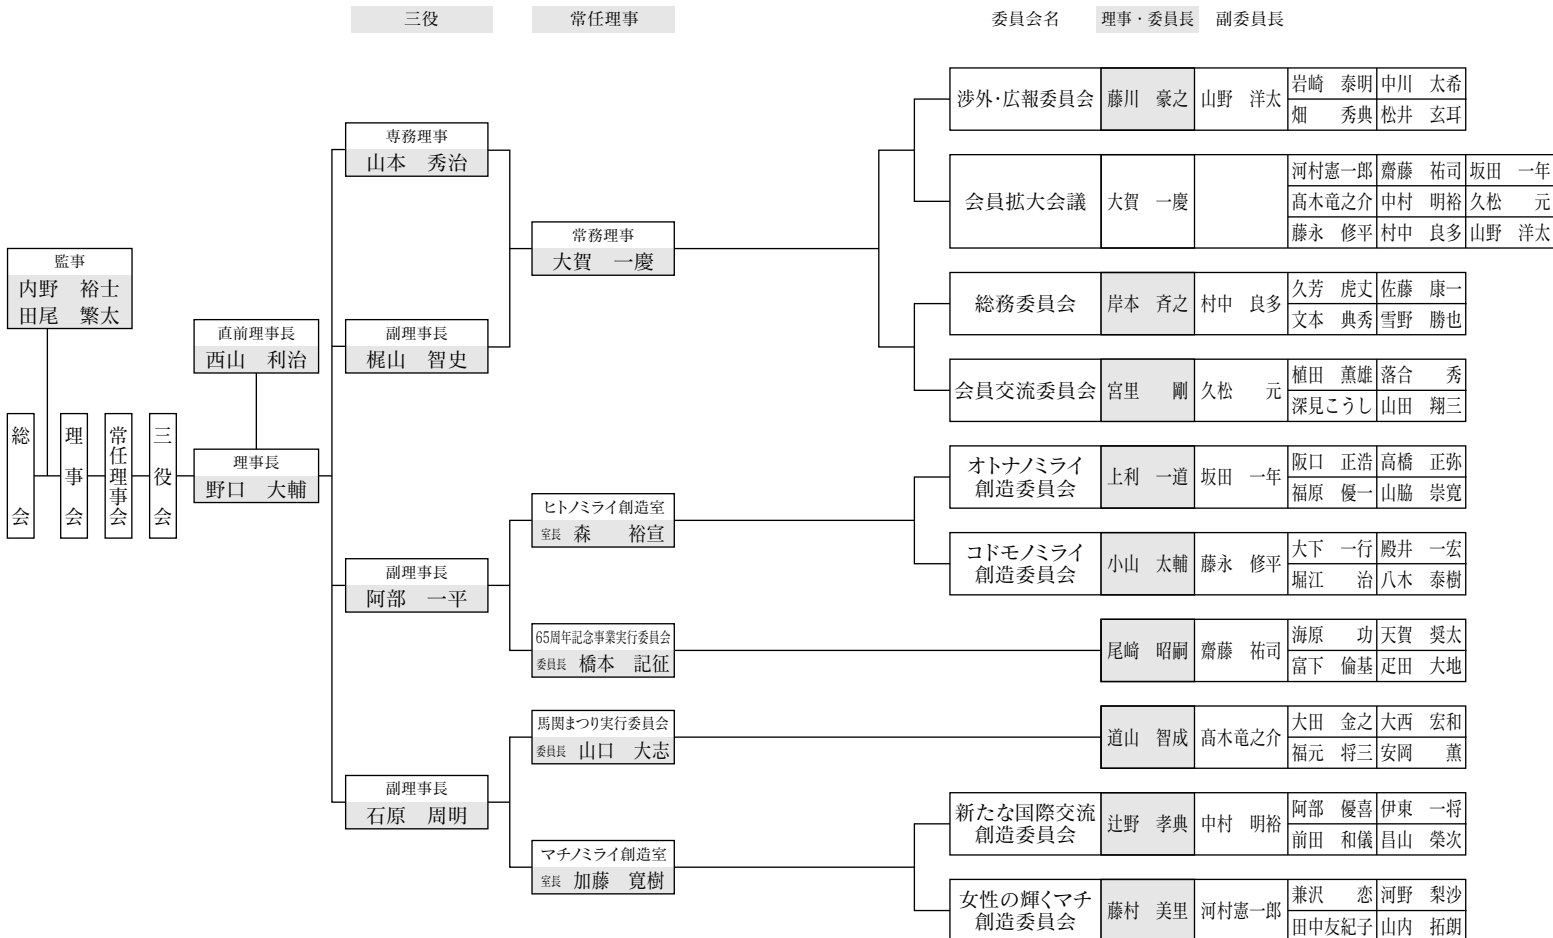 三役
常任理事
委員会名 理事・委員長 副委員長
監事
内野 裕士
田尾 繁太
総会
理事会
常任理事会
三役会
直前理事長
西山 利治
理事長
野口 大輔
専務理事
山本 秀治
副理事長
梶山 智史
副理事長
阿部 一平
副理事長
石原 周明
常務理事
大賀 一慶
ヒトノミライ創造室
室長 森 裕宣
65周年記念事業実行委員会
委員長 橋本 記征
馬関まつり実行委員会
委員長 山口 大志
マチノミライ創造室
室長 加藤 寛樹
渉外・広報委員会 藤川 豪之 山野 洋太
岩崎 泰明 中川 太希
畑 秀典 松井 玄耳
会員拡大会議 大賀 一慶
河村憲一郎 齋藤 祐司 坂田 一年
髙木竜之介 中村 明裕 久松 元
藤永 修平 村中 良多 山野 洋太
総務委員会 岸本 斉之 村中 良多
久芳 虎丈 佐藤 康一
文本 典秀 雪野 勝也
会員交流委員会 宮里 剛 久松 元
植田 薫雄 落合 秀
深見こうし 山田 翔三
オトナノミライ
創造委員会
上利 一道 坂田 一年
阪口 正浩 高橋 正弥
福原 優一 山脇 崇寛
コドモノミライ
創造委員会
小山 太輔 藤永 修平
大下 一行 殿井 一宏
堀江 治 八木 泰樹
尾﨑 昭嗣 齋藤 祐司
海原 功 天賀 奨太
富下 倫基 疋田 大地
道山 智成 髙木竜之介
大田 金之 大西 宏和
福元 将三 安岡 薫
新たな国際交流
創造委員会
辻野 孝典 中村 明裕
阿部 優喜 伊東 一将
前田 和儀 昌山 榮次
女性の輝くマチ
創造委員会
藤村 美里 河村憲一郎
兼沢 恋 河野 梨沙
田中友紀子 山内 拓朗